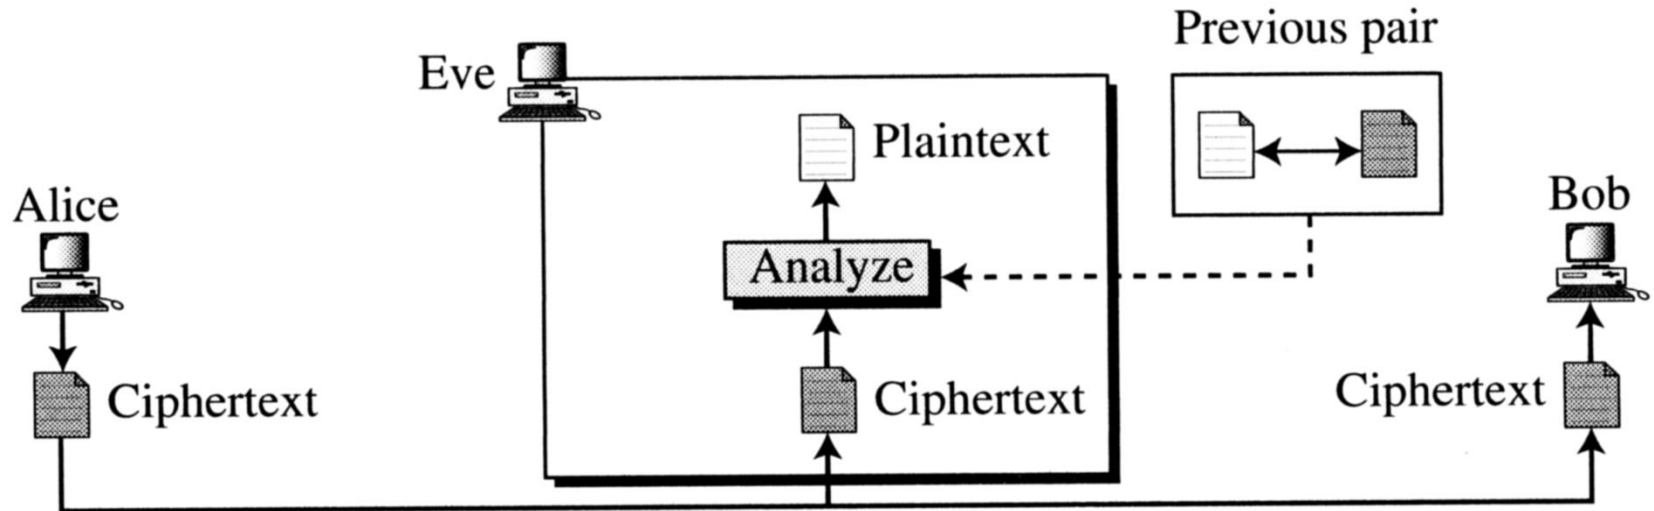 Previous pair
Eve
Plaintext
Alice
Bob
Analyze
Ciphertext
Ciphertext
Ciphertext